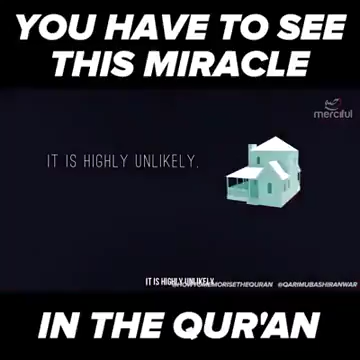 YOU HAVE TO SEE
THIS MIRACLE
merciful
IT IS HIGHLY UNLIKELY.
IT IS HIGHLY UNLIKELY.
@QARIMUBASHIRANWAR
IN THE QUR'AN